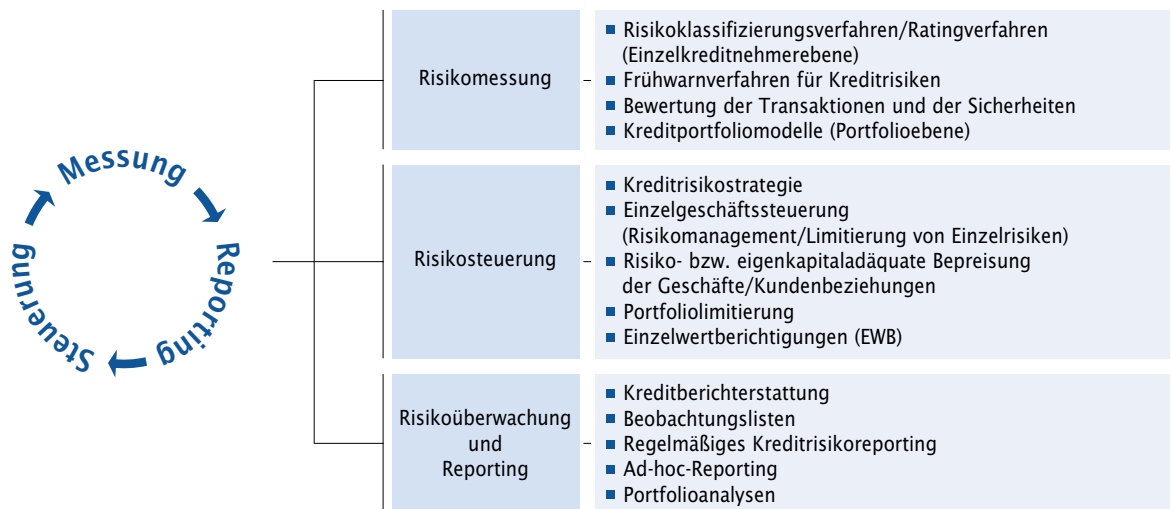 Messung
Reporting
Steuerung
Risikomessung
Risikoklassifizierungsverfahren/Ratingverfahren
(Einzelkreditnehmerebene)
Frühwarnverfahren für Kreditrisiken
Bewertung der Transaktionen und der Sicherheiten
Kreditportfoliomodelle (Portfolioebene)
Risikosteuerung
Kreditrisikostrategie
Einzelgeschäftssteuerung
(Risikomanagement/Limitierung von Einzelrisiken)
Risiko- bzw. eigenkapitaladäquate Bepreisung
der Geschäfte/Kundenbeziehungen
Portfoliolimitierung
Einzelwertberichtigungen (EWB)
Risikoüberwachung
und
Reporting
Kreditberichterstattung
Beobachtungslisten
Regelmäßiges Kreditrisikoreporting
Ad-hoc-Reporting
Portfolioanalysen